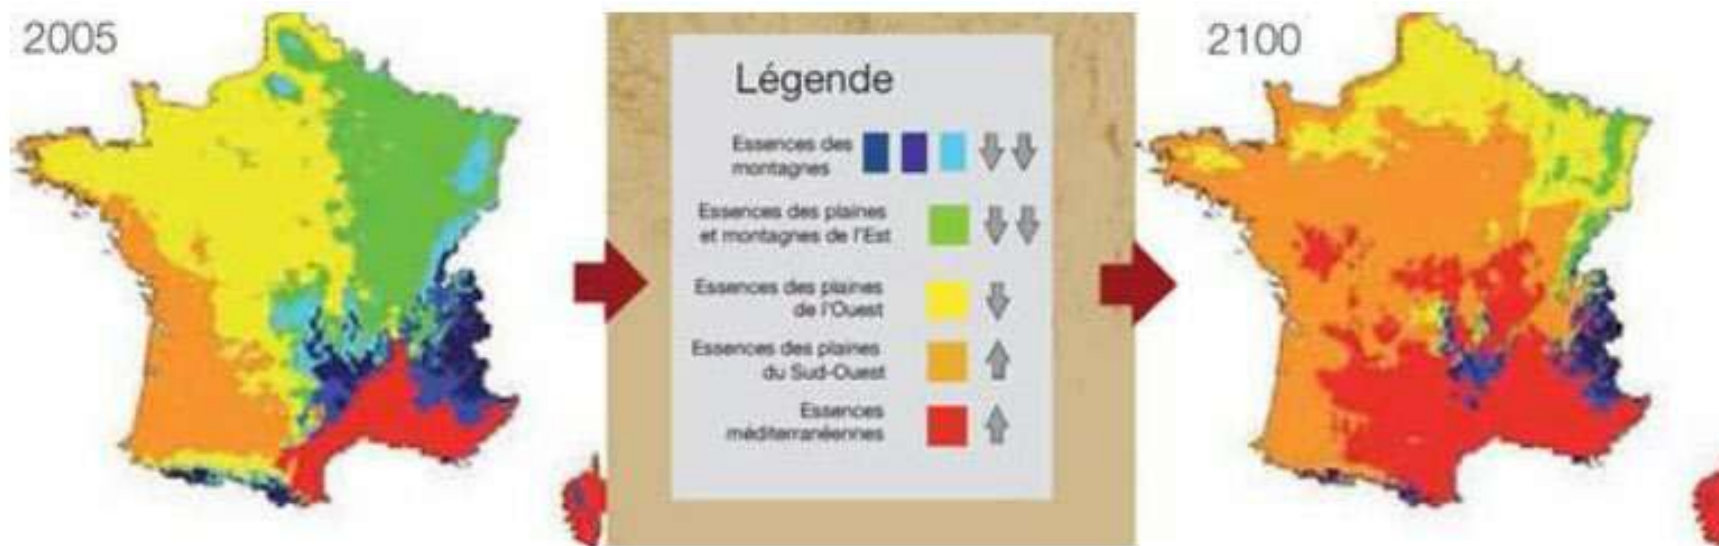 2005
Légende
Essences des
montagnes
Essences des plaines
et montagnes de l'Est
Essences des plaines
de l'Ouest
Essences des plaines
du Sud-Ouest
Essences
méditerranéennes
2100